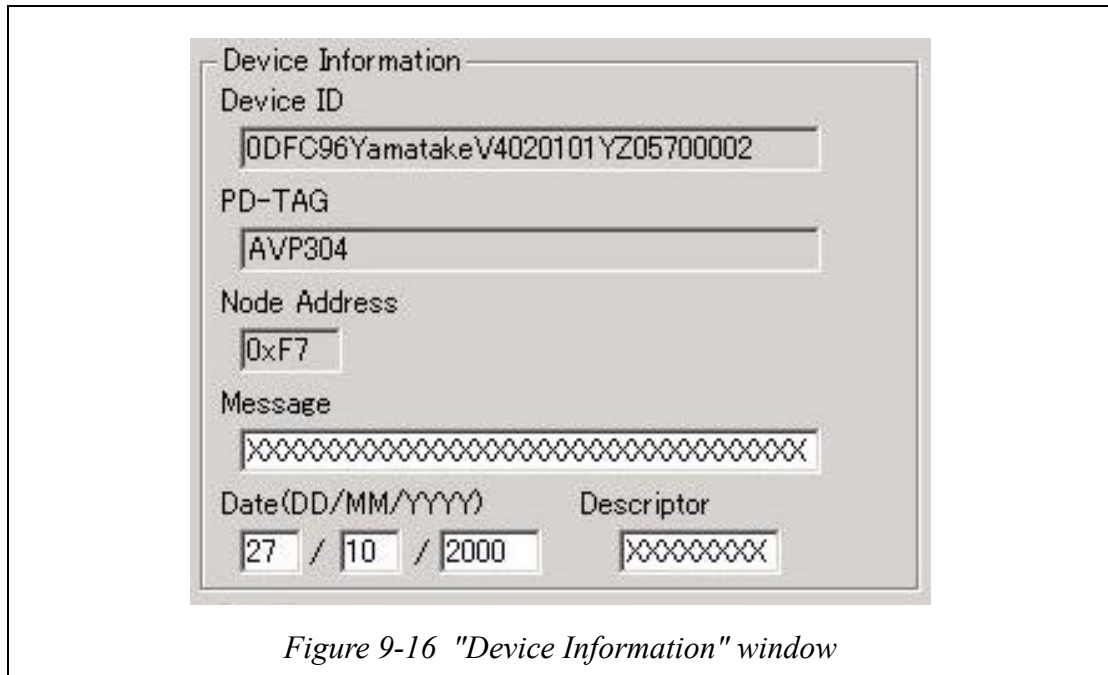 Device Information
Device ID
0DFC96YamatakeV4020101YZ05700002
PD-TAG
AVP304
Node Address
0xF7
Message
XXXXXXXXXXXXXXXXXXXXXXXXXXXXXXXX
Date(DD/MM/YYYY) Descriptor
27 / 10 / 2000 XXXXXXXX
Figure 9-16 "Device Information" window